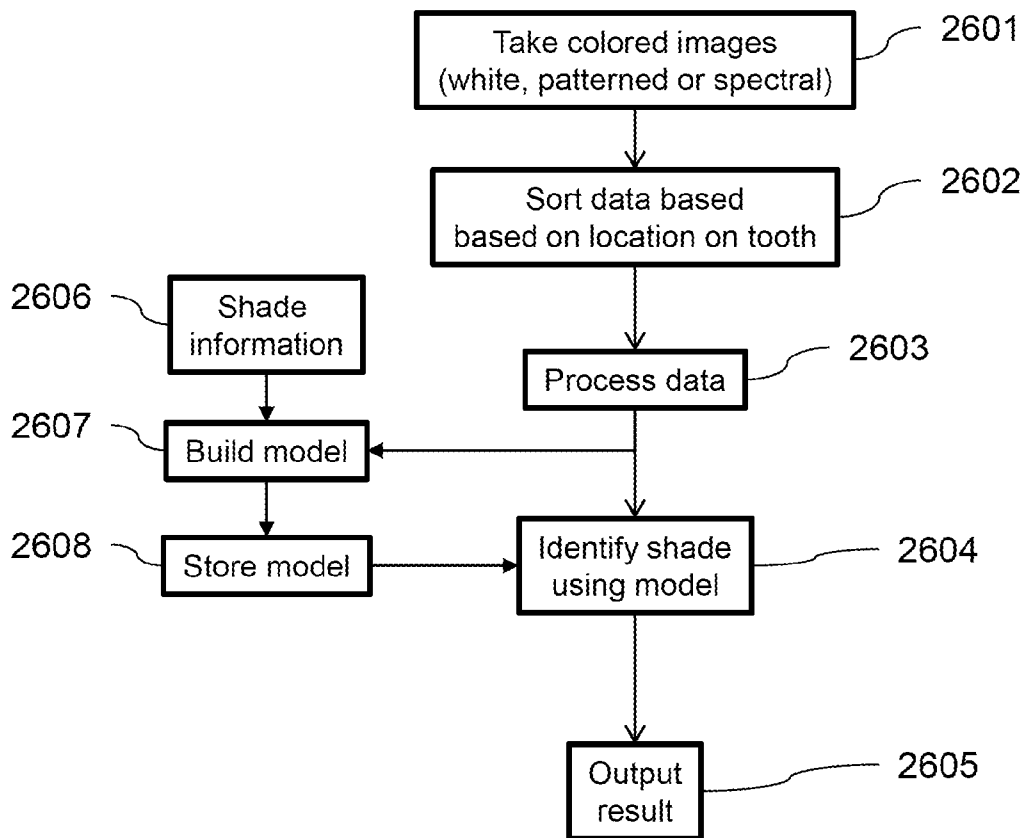 Take colored images
(white, patterned or spectral)
2601
Sort data based
based on location on tooth
2602
2606
Shade
information
Process data
2603
2607
Build model
2608
Store model
Identify shade
using model
2604
Output
result
2605